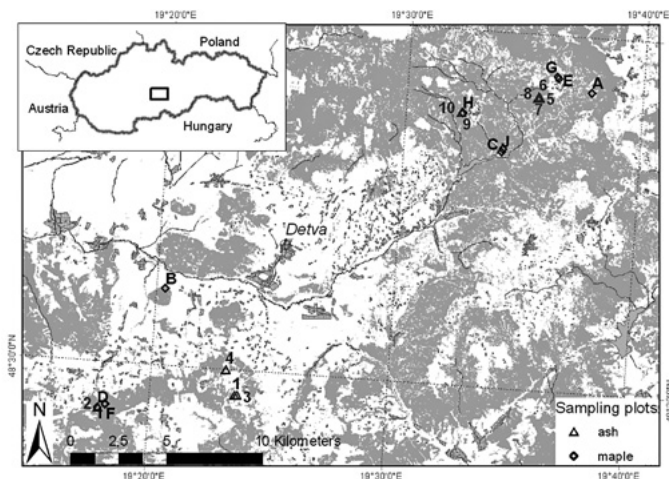 19°20'0"E
19°30'0"E
19°40'0"E
Czech Republic
Poland
Austria
Hungary
G
E
A
6
8
5
7
H
10
9
C
J
Detva
B
48°30'0"N
4
1
3
D
2
F
N
0
2,5
5
10 Kilometers
Sampling plots
ash
maple
19°20'0"E
19°30'0"E
19°40'0"E